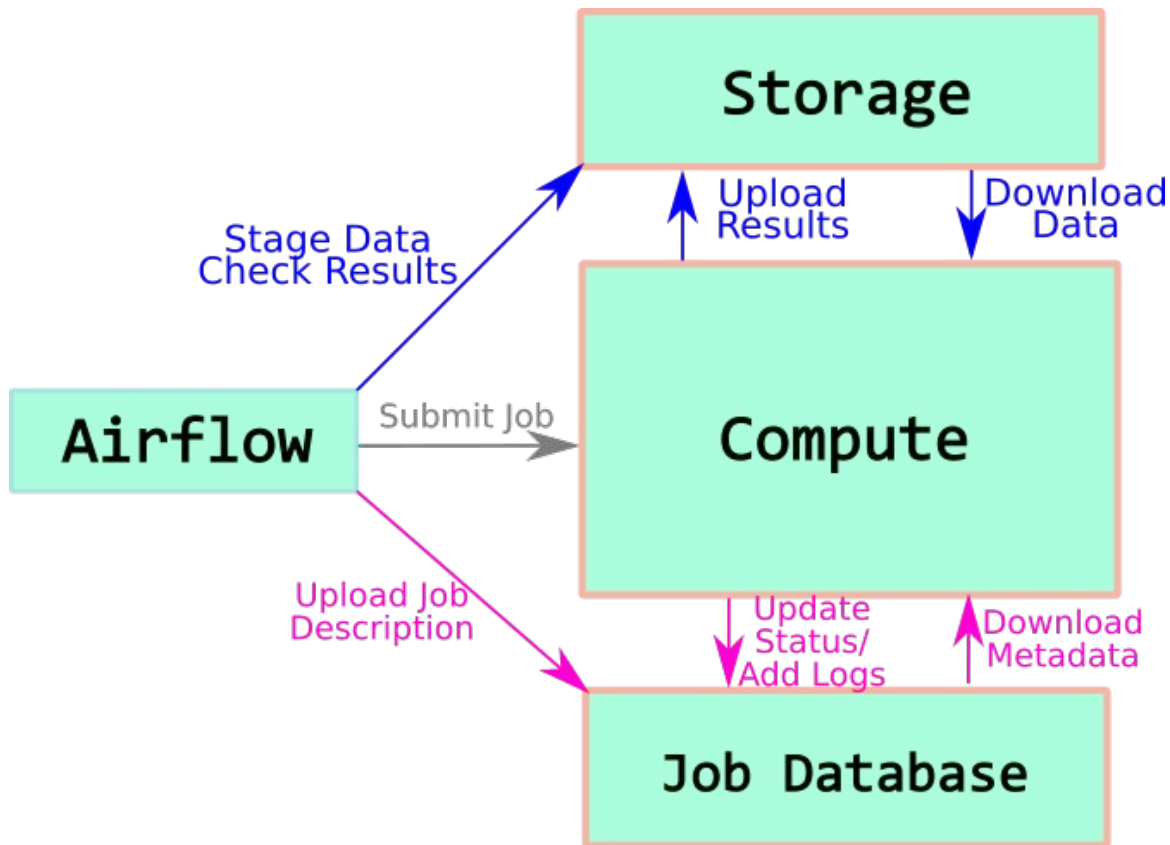 Storage
Upload
Results
Download
Data
Stage Data
Check Results
Airflow
Submit Job
Compute
Upload Job
Description
Update
Status/
Add Logs
Download
Metadata
Job Database